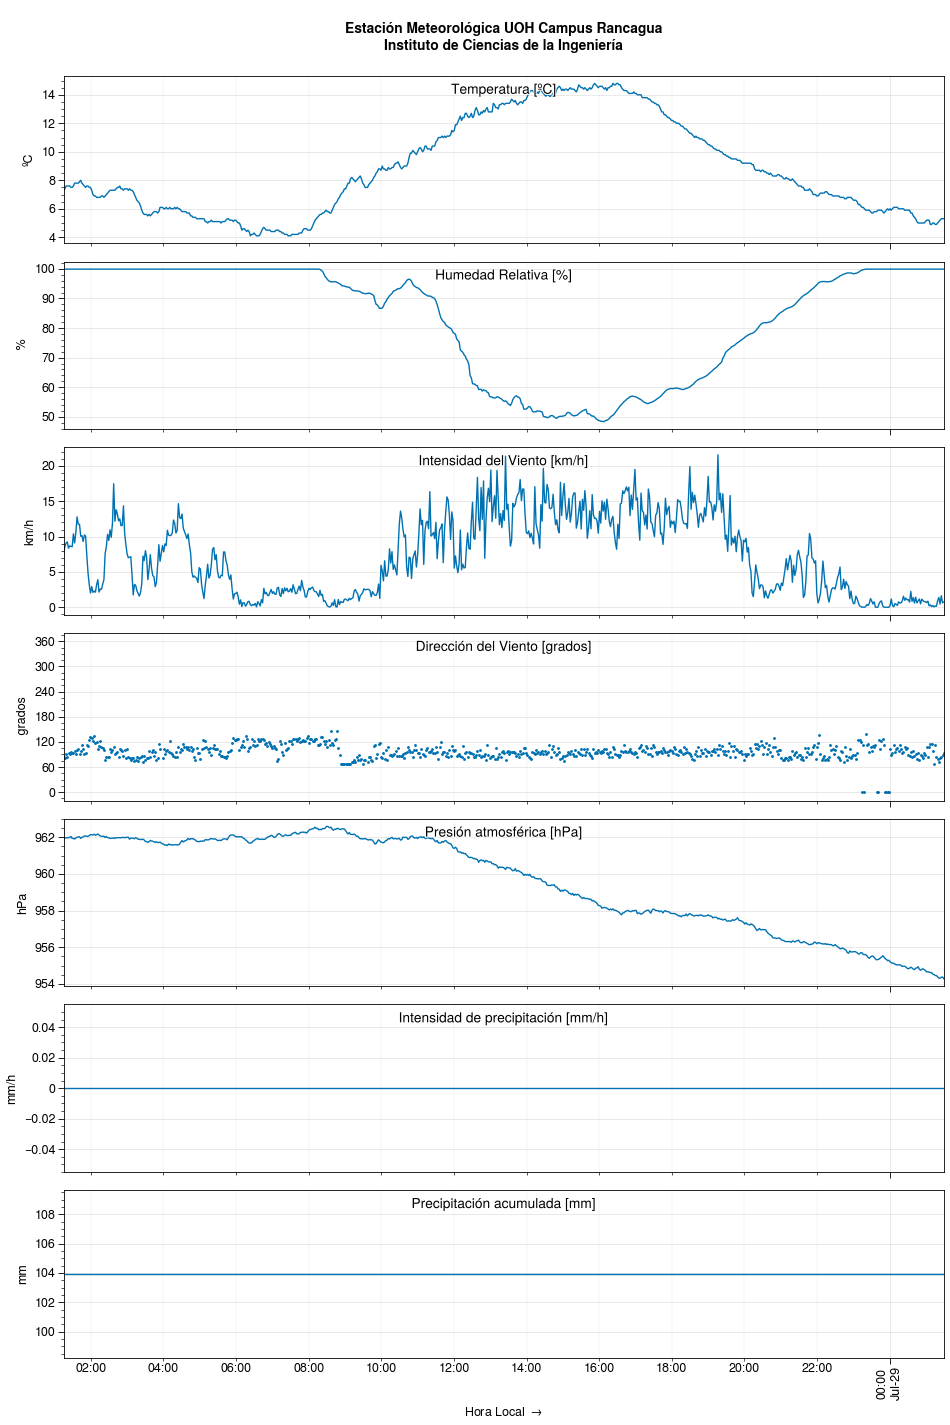 Estación Meteorológica UOH Campus Rancagua
Instituto de Ciencias de la Ingeniería
Temperatura [ºC]
14
12
10
8
6
4
ºC
Humedad Relativa [%]
100
90
80
70
60
50
%
Intensidad del Viento [km/h]
20
15
10
5
0
km/h
Dirección del Viento [grados]
360
300
240
180
120
60
0
grados
Presión atmosférica [hPa]
962
960
958
956
954
hPa
Intensidad de precipitación [mm/h]
0.04
0.02
0
−0.02
−0.04
mm/h
Precipitación acumulada [mm]
108
106
104
102
100
mm
02:00 04:00 06:00 08:00 10:00 12:00 14:00 16:00 18:00 20:00 22:00
00:00
Jul-29
Hora Local →